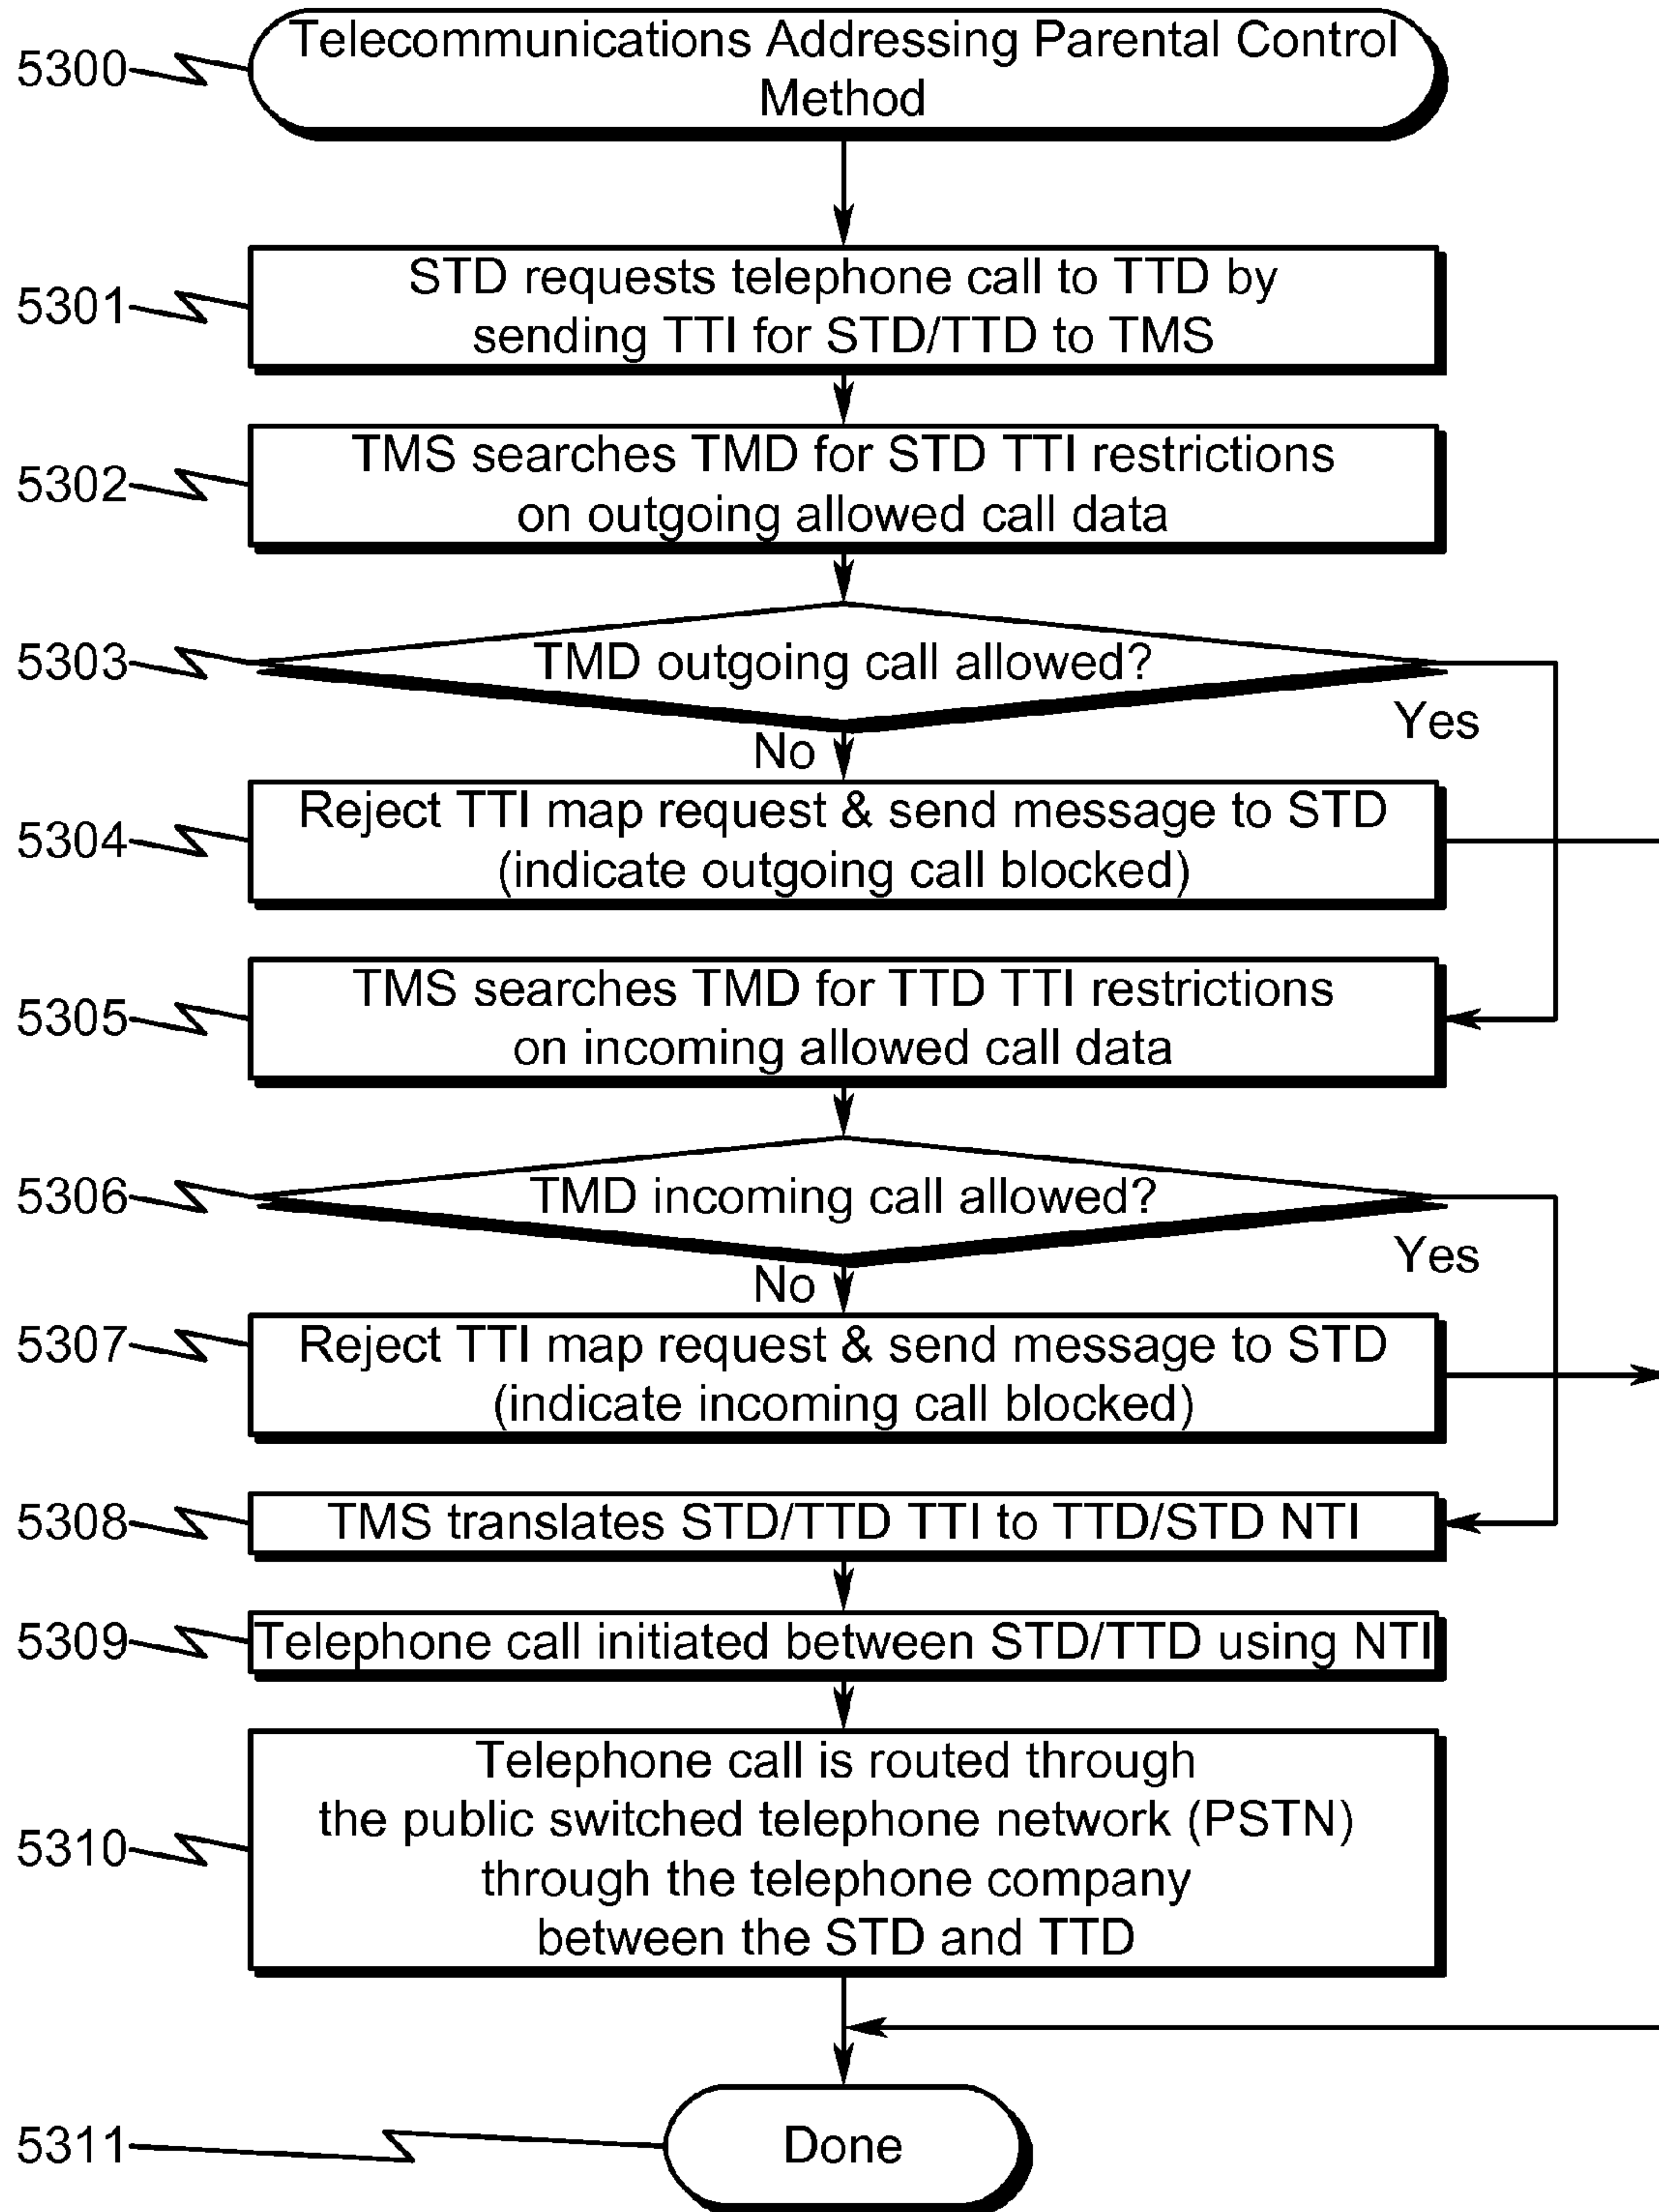 5300
Telecommunications Addressing Parental Control
Method
5301
STD requests telephone call to TTD by
sending TTI for STD/TTD to TMS
5302
TMS searches TMD for STD TTI restrictions
on outgoing allowed call data
5303
TMD outgoing call allowed?
Yes
No
5304
Reject TTI map request & send message to STD
(indicate outgoing call blocked)
5305
TMS searches TMD for TTD TTI restrictions
on incoming allowed call data
5306
TMD incoming call allowed?
Yes
No
5307
Reject TTI map request & send message to STD
(indicate incoming call blocked)
5308
TMS translates STD/TTD TTI to TTD/STD NTI
5309
Telephone call initiated between STD/TTD using NTI
5310
Telephone call is routed through
the public switched telephone network (PSTN)
through the telephone company
between the STD and TTD
5311
Done